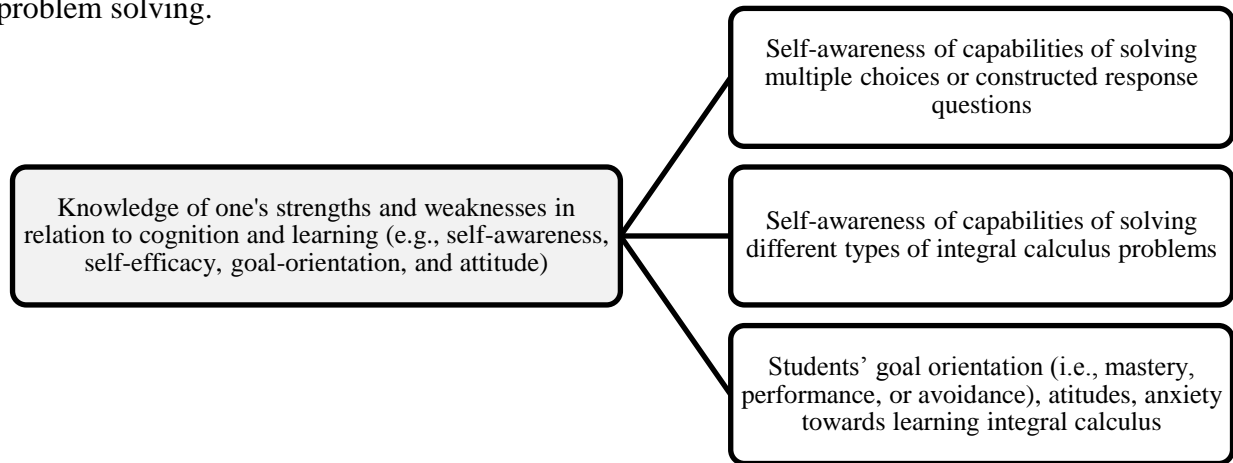 problem solving.
Self-awareness of capabilities of solving
multiple choices or constructed response
questions
Knowledge of one's strengths and weaknesses in
relation to cognition and learning (e.g., self-awareness,
self-efficacy, goal-orientation, and attitude)
Self-awareness of capabilities of solving
different types of integral calculus problems
Students’ goal orientation (i.e., mastery,
performance, or avoidance), atitudes, anxiety
towards learning integral calculus